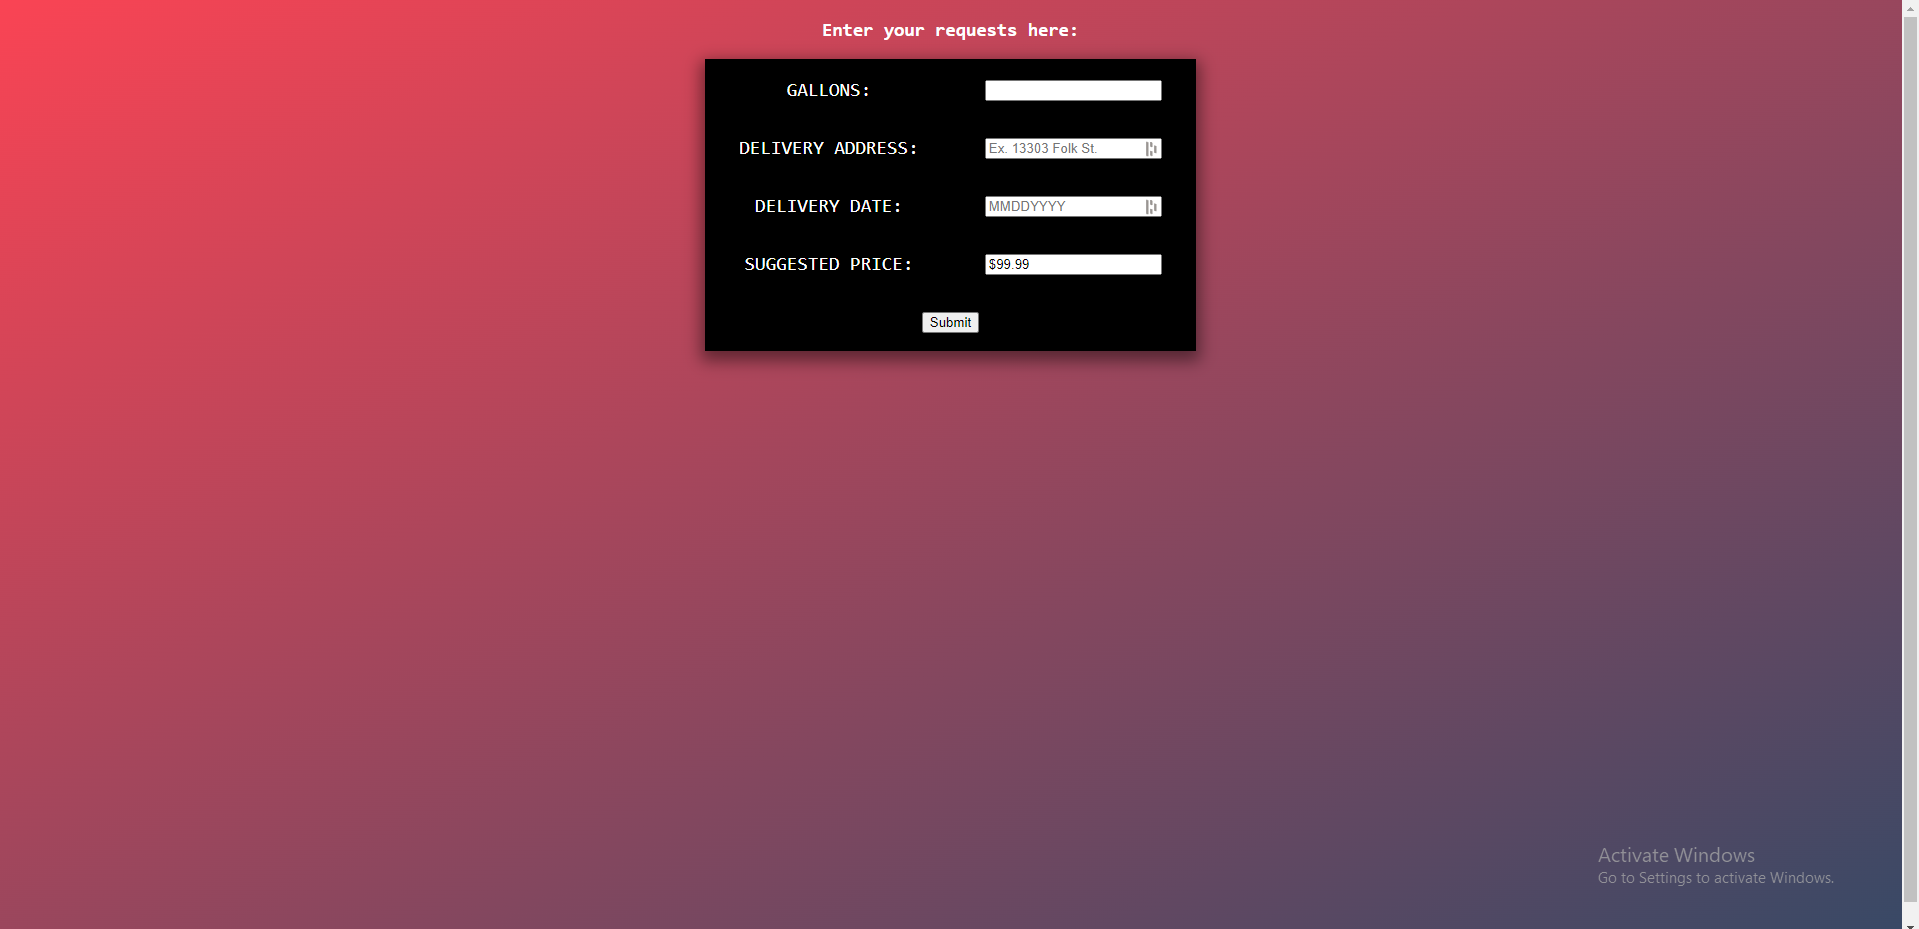 Enter your requests here:
GALLONS:
DELIVERY ADDRESS: Ex. 13303 Folk St.
DELIVERY DATE: MMDDYYYY
SUGGESTED PRICE: $99.99
Submit
Activate Windows
Go to Settings to activate Windows.